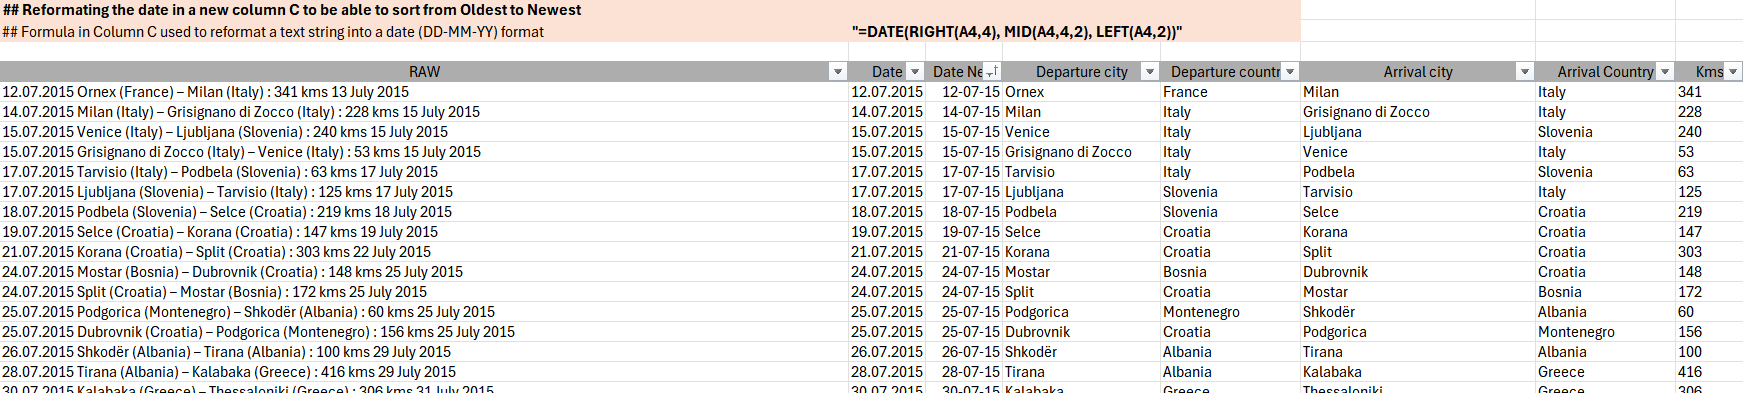 ## Reformating the date in a new column C to be able to sort from Oldest to Newest
## Formula in Column C used to reformat a text string into a date (DD-MM-YY) format "=DATE(RIGHT(A4,4), MID(A4,4,2), LEFT(A4,2))"
RAW Date Date Ne Departure city Departure countr Arrival city Arrival Country Kms
12.07.2015 Ornex (France) – Milan (Italy) : 341 kms 13 July 2015 12.07.2015 12-07-15 Ornex France Milan Italy 341
14.07.2015 Milan (Italy) – Grisignano di Zocco (Italy) : 228 kms 15 July 2015 14.07.2015 14-07-15 Milan Italy Grisignano di Zocco Italy 228
15.07.2015 Venice (Italy) – Ljubljana (Slovenia) : 240 kms 15 July 2015 15.07.2015 15-07-15 Venice Italy Ljubljana Slovenia 240
15.07.2015 Grisignano di Zocco (Italy) – Venice (Italy) : 53 kms 15 July 2015 15.07.2015 15-07-15 Grisignano di Zocco Italy Venice Italy 53
17.07.2015 Tarvisio (Italy) – Podbela (Slovenia) : 63 kms 17 July 2015 17.07.2015 17-07-15 Tarvisio Italy Podbela Slovenia 63
17.07.2015 Ljubljana (Slovenia) – Tarvisio (Italy) : 125 kms 17 July 2015 17.07.2015 17-07-15 Ljubljana Slovenia Tarvisio Italy 125
18.07.2015 Podbela (Slovenia) – Selce (Croatia) : 219 kms 18 July 2015 18.07.2015 18-07-15 Podbela Slovenia Selce Croatia 219
19.07.2015 Selce (Croatia) – Korana (Croatia) : 147 kms 19 July 2015 19.07.2015 19-07-15 Selce Croatia Korana Croatia 147
21.07.2015 Korana (Croatia) – Split (Croatia) : 303 kms 22 July 2015 21.07.2015 21-07-15 Korana Croatia Split Croatia 303
24.07.2015 Mostar (Bosnia) – Dubrovnik (Croatia) : 148 kms 25 July 2015 24.07.2015 24-07-15 Mostar Bosnia Dubrovnik Croatia 148
24.07.2015 Split (Croatia) – Mostar (Bosnia) : 172 kms 25 July 2015 24.07.2015 24-07-15 Split Croatia Mostar Bosnia 172
25.07.2015 Podgorica (Montenegro) – Shkodër (Albania) : 60 kms 25 July 2015 25.07.2015 25-07-15 Podgorica Montenegro Shkodër Albania 60
25.07.2015 Dubrovnik (Croatia) – Podgorica (Montenegro) : 156 kms 25 July 2015 25.07.2015 25-07-15 Dubrovnik Croatia Podgorica Montenegro 156
26.07.2015 Shkodër (Albania) – Tirana (Albania) : 100 kms 29 July 2015 26.07.2015 26-07-15 Shkodër Albania Tirana Albania 100
28.07.2015 Tirana (Albania) – Kalabaka (Greece) : 416 kms 29 July 2015 28.07.2015 28-07-15 Tirana Albania Kalabaka Greece 416
30.07.2015 Kalabaka (Greece) – Thessaloniki (Greece) : 306 kms 31 July 2015 30.07.2015 30-07-15 Kalabaka Greece Thessaloniki Greece 306